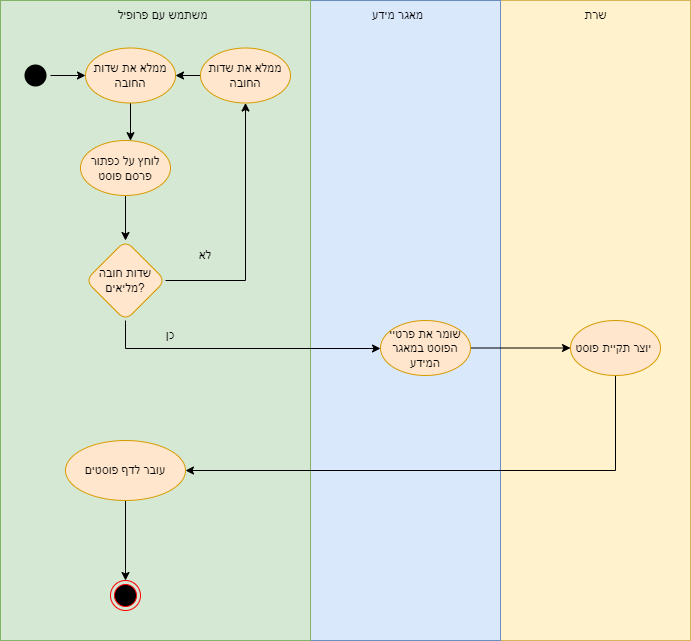 משתמש עם פרופיל
מאגר מידע
שרת
ממלא את שדות
החובה
ממלא את שדות
החובה
לוחץ על כפתור
פרסם פוסט
שדות חובה
מליאים?
לא
כן
שומר את פרטיי
הפוסט במאגר
המידע
יוצר תקיית פוסט
עובר לדף פוסטים